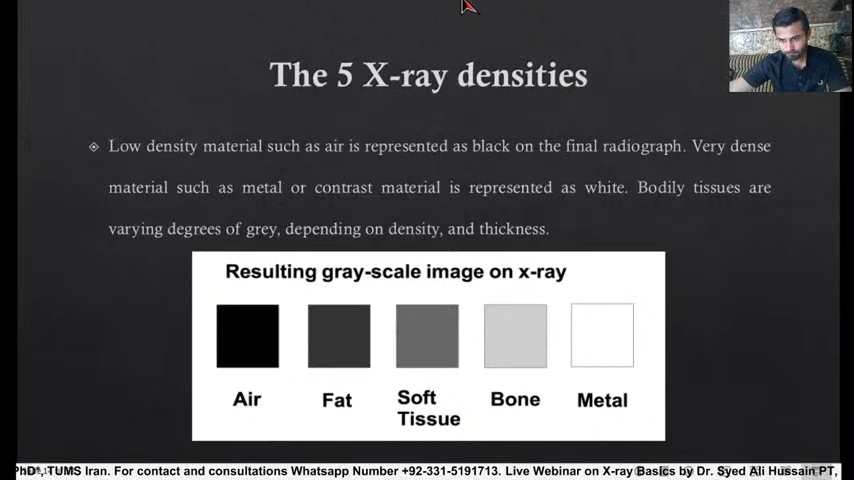 The 5 X-ray densities
Low density material such as air is represented as black on the final radiograph. Very dense
material such as metal or contrast material is represented as white. Bodily tissues are
varying degrees of grey, depending on density, and thickness.
Resulting gray-scale image on x-ray
Air Fat Soft Tissue Bone Metal
PhD*, TUMS Iran. For contact and consultations Whatsapp Number +92-331-5191713. Live Webinar on X-ray Basics by Dr. Syed Ali Hussain PT,